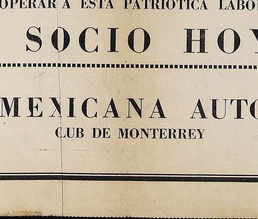 OPERAR A ESTA PATRIOTICA LABO
SOCIO HOY
MEXICANA AUTO
CUB DE MONTERREY